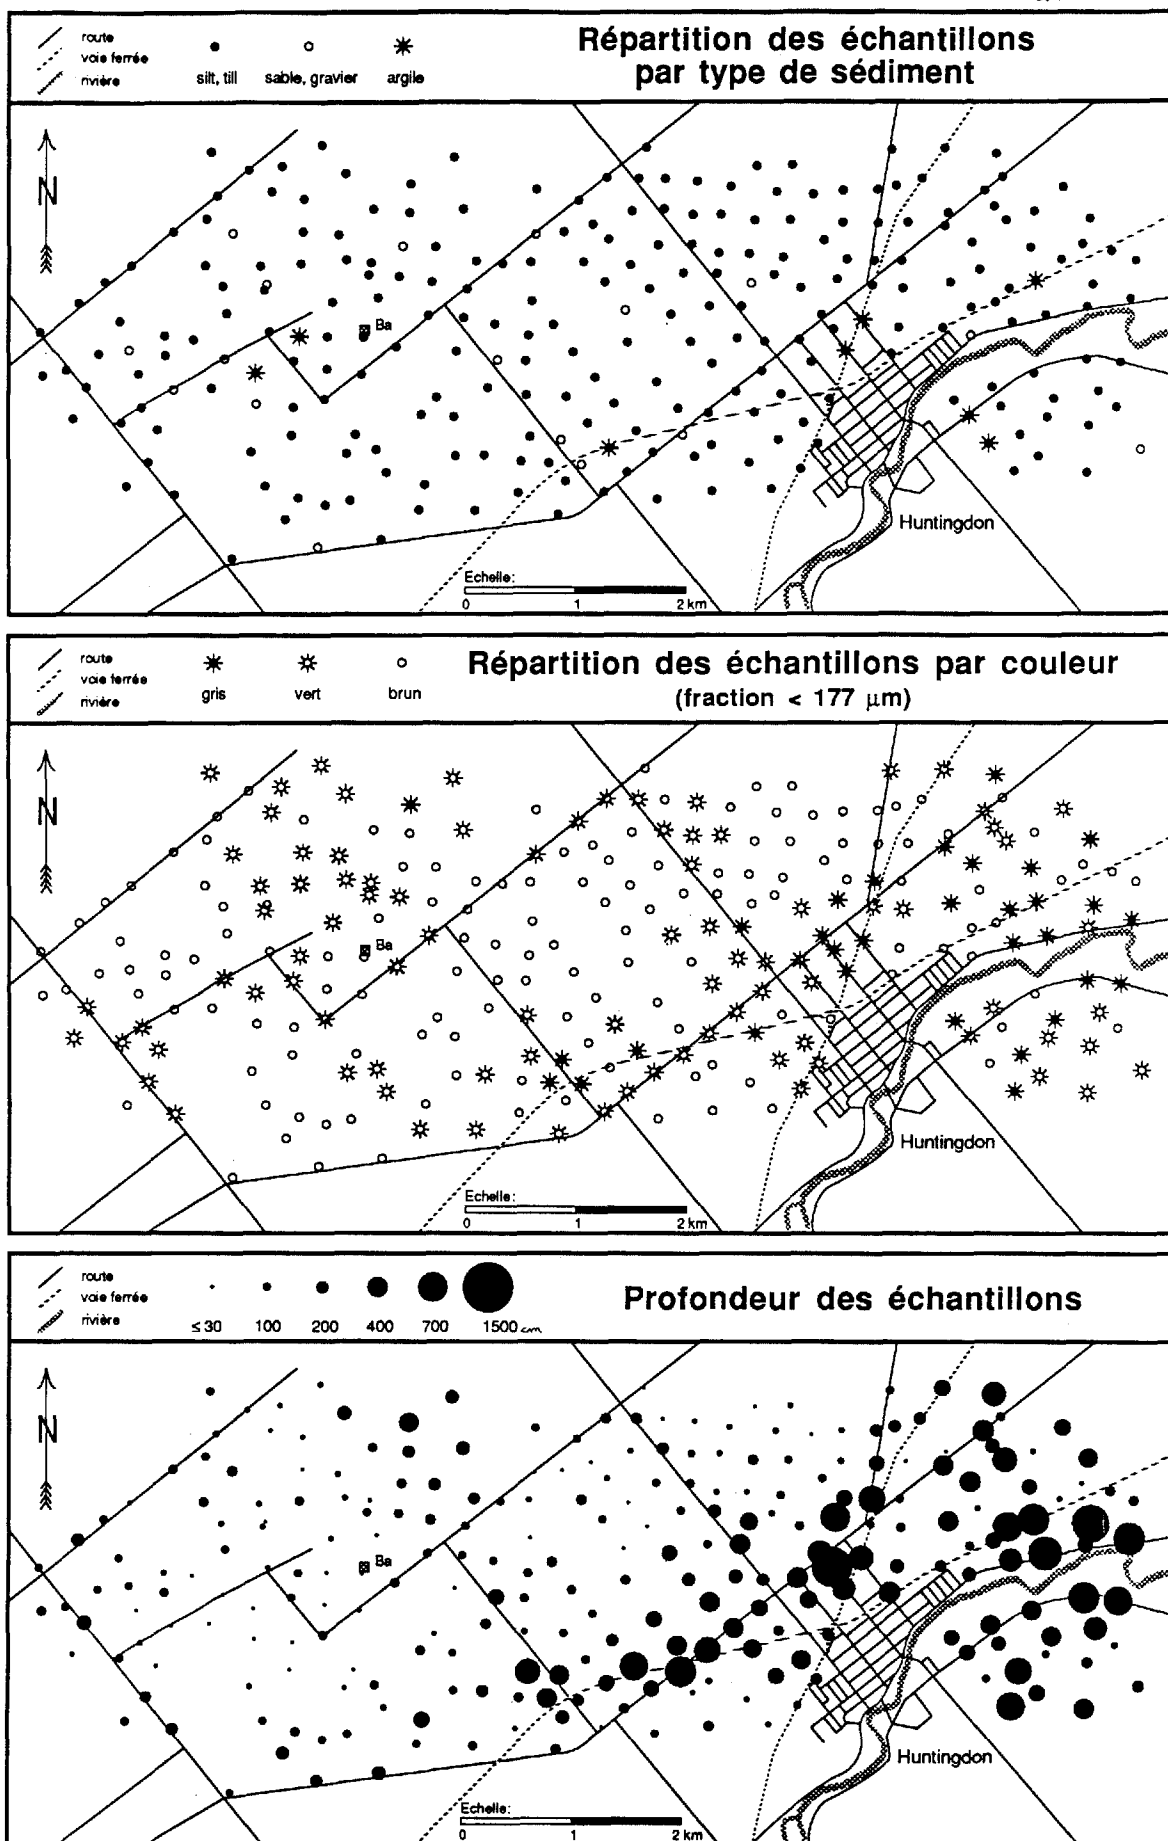 Répartition des échantillons
par type de sédiment
route
voie ferrée
rivière
silt, till
sable, gravier
argile
N
Ba
Huntingdon
Echelle:
0 1 2 km
Répartition des échantillons par couleur
(fraction < 177 µm)
route
voie ferrée
rivière
gris
vert
brun
N
Ba
Huntingdon
Echelle:
0 1 2 km
Profondeur des échantillons
route
voie ferrée
rivière
≤ 30 100 200 400 700 1500 cm
N
Ba
Huntingdon
Echelle:
0 1 2 km